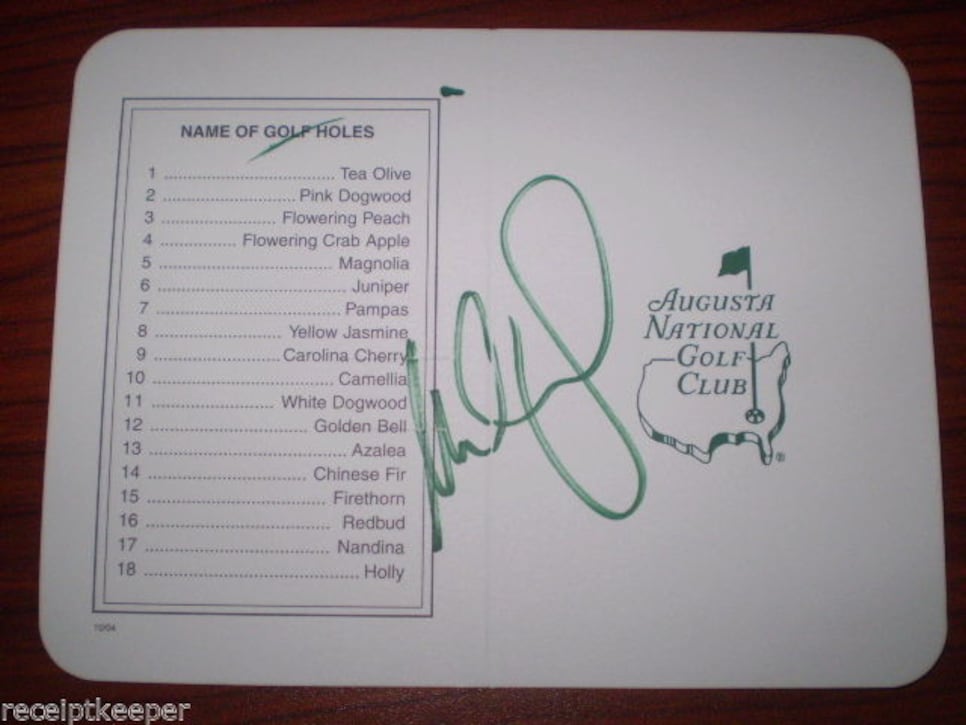 NAME OF GOLF HOLES
1 .................................. Tea Olive
2 .......................... Pink Dogwood
3 ....................... Flowering Peach
4 ............... Flowering Crab Apple
5 .................................. Magnolia
6 ..................................... Juniper
7 ................................... Pampas
8 ......................... Yellow Jasmine
9 ......................... Carolina Cherry
10 .................................. Camellia
11 ........................ White Dogwood
12 ............................. Golden Bell
13 ..................................... Azalea
14 ............................. Chinese Fir
15 ................................. Firethorn
16 ................................... Redbud
17 ................................... Nandina
18 ......................................... Holly
10/04
AUGUSTA
NATIONAL
GOLF
CLUB
®
receiptkeeper